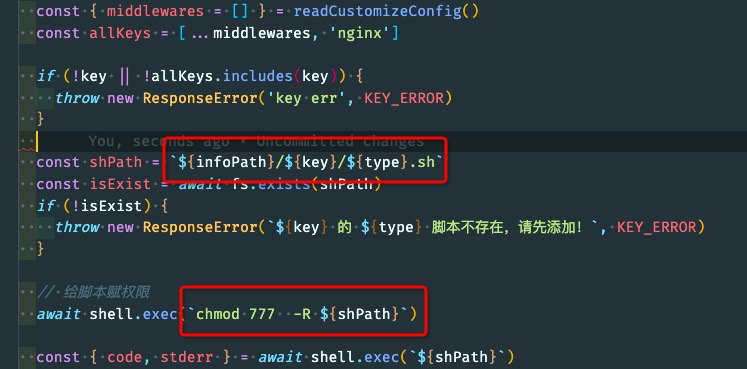 const { middlewares = [] } = readCustomizeConfig()
const allKeys = [...middlewares, 'nginx']
if (!key || !allKeys.includes(key)) {
throw new ResponseError('key err', KEY_ERROR)
}
You, seconds ago • Uncommitted changes
const shPath = `${infoPath}/${key}/${type}.sh`
const isExist = await fs.exists(shPath)
if (!isExist) {
throw new ResponseError(`${key} 的 ${type} 脚本不存在，请先添加！`, KEY_ERROR)
}
// 给脚本赋权限
await shell.exec(`chmod 777  -R ${shPath}`)
const { code, stderr } = await shell.exec(`${shPath}`)